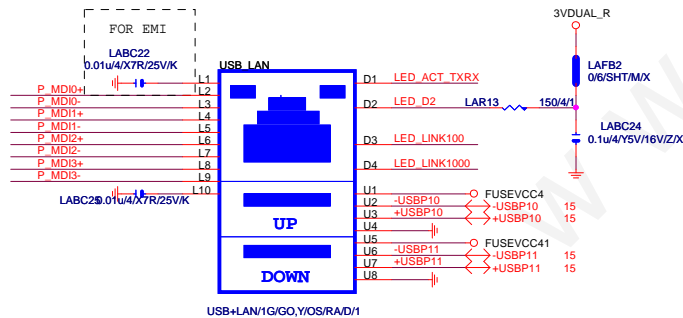 FOR EMI
3VDUAL_R
LABC22
0.01u/4/X7R/25V/K
USB_LAN
LAFB2
0/6/SHT/M/X
L1
D1 LED_ACT_TXRX
P_MDI0+ L2
P_MDI0- L3
D2 LED_D2 LAR13 150/4/1
P_MDI1+ L4
P_MDI1- L5
LABC24
0.1u/4/Y5V/16V/Z/X
P_MDI2+ L6
D3 LED_LINK100
P_MDI2- L7
P_MDI3+ L8
D4 LED_LINK1000
P_MDI3- L9
LABC25 0.01u/4/X7R/25V/K L10
U1 FUSEVCC4
U2 -USBP10 -USBP10 15
U3 +USBP10 +USBP10 15
UP
U4
U5 FUSEVCC41
U6 -USBP11 -USBP11 15
U7 +USBP11 +USBP11 15
DOWN
U8
USB+LAN/1G/GO,Y/OS/RA/D/1
W W